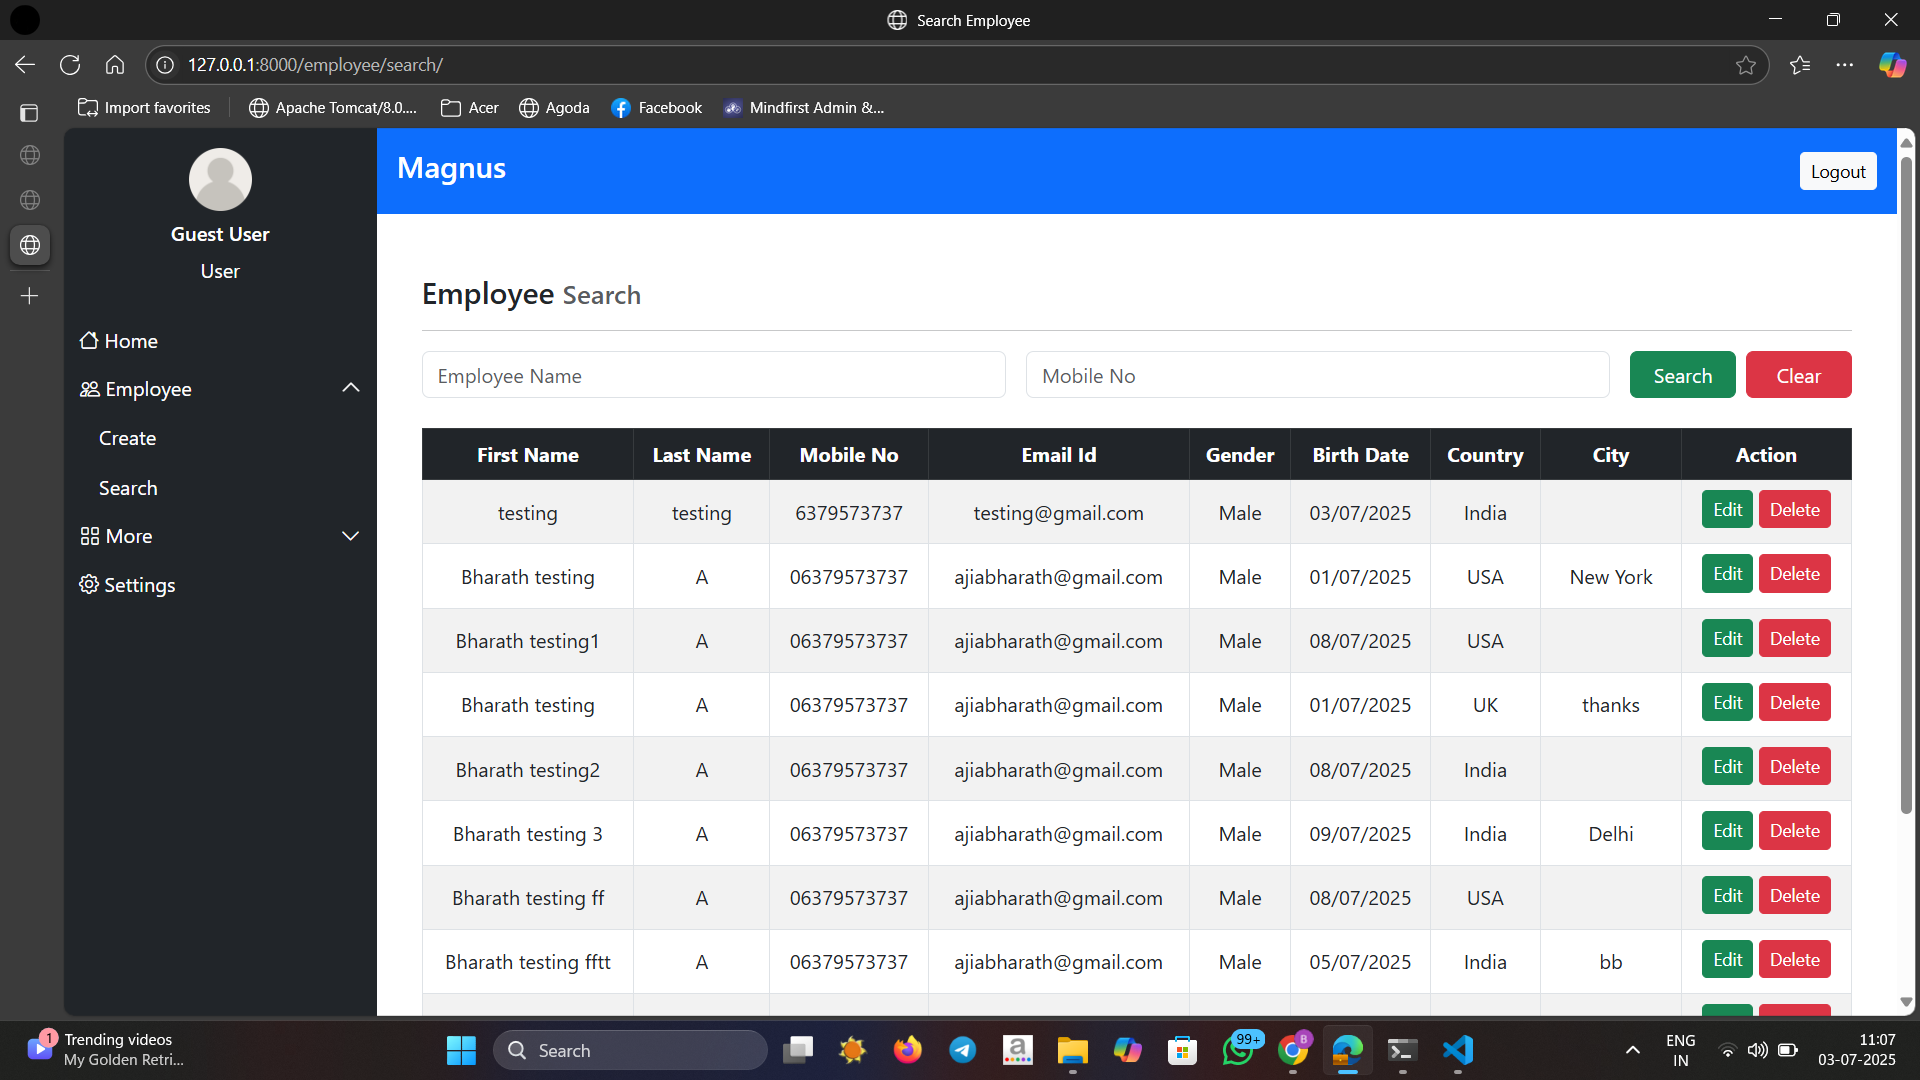 Search Employee
127.0.0.1:8000/employee/search/
Import favorites Apache Tomcat/8.0.... Acer Agoda Facebook Mindfirst Admin &...
Magnus
Logout
Guest User
User
Home
Employee
Create
Search
More
Settings
Employee Search
Employee Name Mobile No Search Clear
First Name Last Name Mobile No Email Id Gender Birth Date Country City Action
testing testing 6379573737 testing@gmail.com Male 03/07/2025 India Edit Delete
Bharath testing A 06379573737 ajiabharath@gmail.com Male 01/07/2025 USA New York Edit Delete
Bharath testing1 A 06379573737 ajiabharath@gmail.com Male 08/07/2025 USA Edit Delete
Bharath testing A 06379573737 ajiabharath@gmail.com Male 01/07/2025 UK thanks Edit Delete
Bharath testing2 A 06379573737 ajiabharath@gmail.com Male 08/07/2025 India Edit Delete
Bharath testing 3 A 06379573737 ajiabharath@gmail.com Male 09/07/2025 India Delhi Edit Delete
Bharath testing ff A 06379573737 ajiabharath@gmail.com Male 08/07/2025 USA Edit Delete
Bharath testing fftt A 06379573737 ajiabharath@gmail.com Male 05/07/2025 India bb Edit Delete
1
Trending videos
My Golden Retri...
Search
a
99+
B
ENG
IN
11:07
03-07-2025